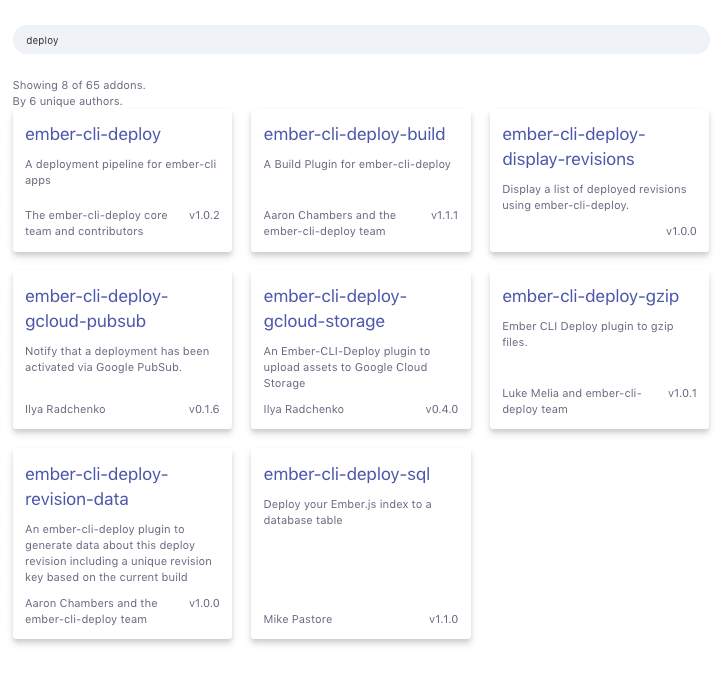 deploy
Showing 8 of 65 addons.
By 6 unique authors.
ember-cli-deploy
A deployment pipeline for ember-cli
apps
The ember-cli-deploy core
team and contributors
v1.0.2
ember-cli-deploy-build
A Build Plugin for ember-cli-deploy
Aaron Chambers and the
ember-cli-deploy team
v1.1.1
ember-cli-deploy-
display-revisions
Display a list of deployed revisions
using ember-cli-deploy.
v1.0.0
ember-cli-deploy-
gcloud-pubsub
Notify that a deployment has been
activated via Google PubSub.
Ilya Radchenko
v0.1.6
ember-cli-deploy-
gcloud-storage
An Ember-CLI-Deploy plugin to
upload assets to Google Cloud
Storage
Ilya Radchenko
v0.4.0
ember-cli-deploy-gzip
Ember CLI Deploy plugin to gzip
files.
Luke Melia and ember-cli-
deploy team
v1.0.1
ember-cli-deploy-
revision-data
An ember-cli-deploy plugin to
generate data about this deploy
revision including a unique revision
key based on the current build
Aaron Chambers and the
ember-cli-deploy team
v1.0.0
ember-cli-deploy-sql
Deploy your Ember.js index to a
database table
Mike Pastore
v1.1.0